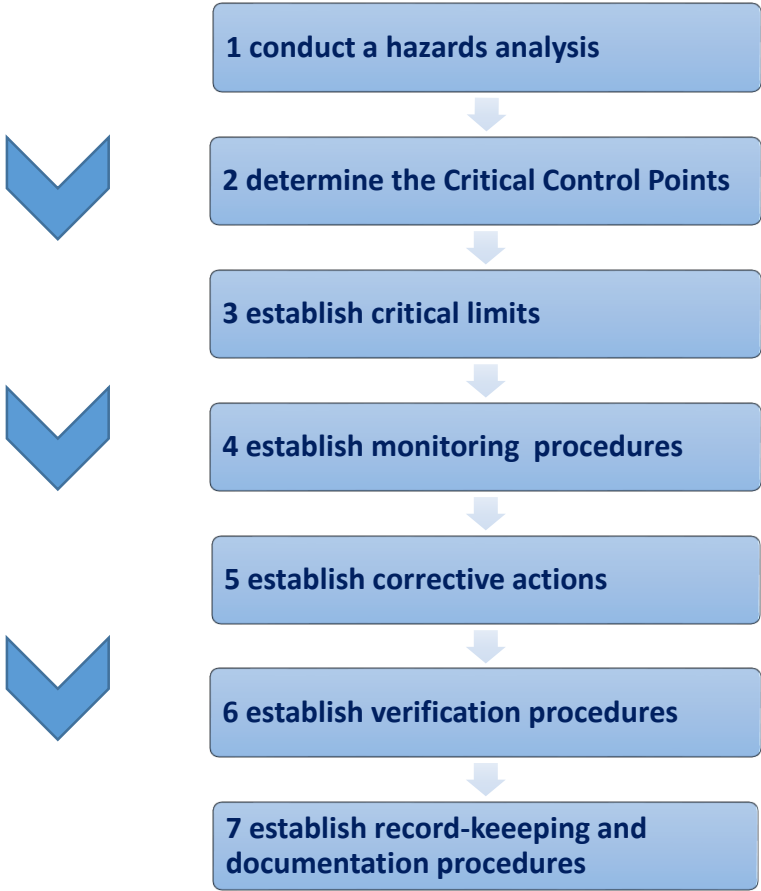 1 conduct a hazards analysis
2 determine the Critical Control Points
3 establish critical limits
4 establish monitoring  procedures
5 establish corrective actions
6 establish verification procedures
7 establish record-keeeping and
documentation procedures